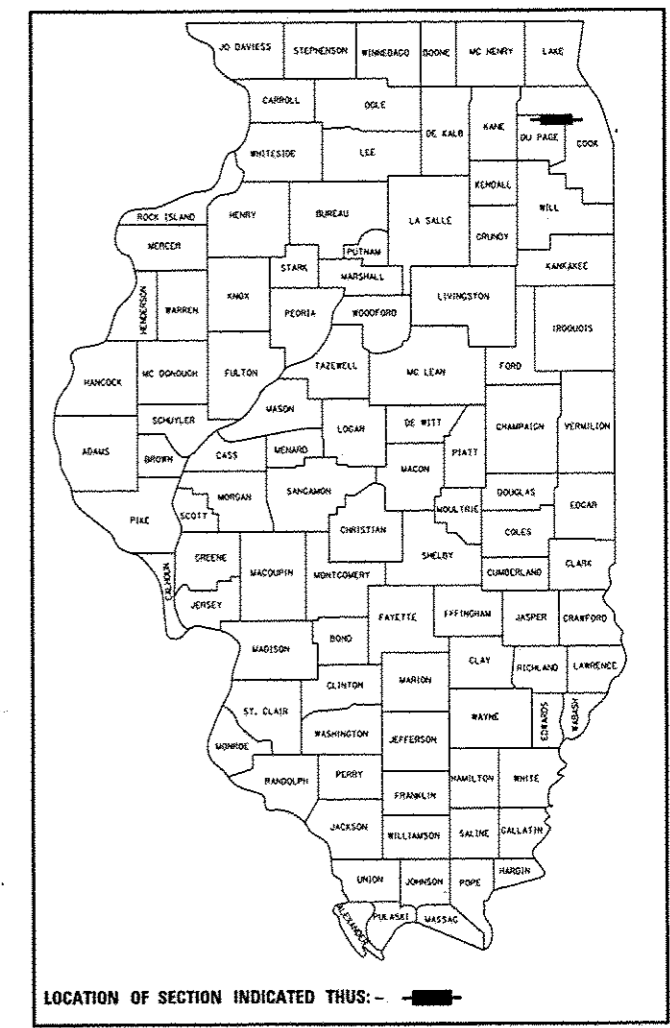 JO DAVIESS STEPHENSON WINNEBAGO BOONE MC HENRY LAKE
CARROLL OGLE DE KALB KANE DU PAGE COOK
WHITESIDE LEE
KENDALL WILL
ROCK ISLAND HENRY BUREAU LA SALLE GRUNDY
MERCER PUTNAM
STARK MARSHALL KANKAKEE
HENDERSON WARREN KNOX PEORIA WOODFORD LIVINGSTON IROQUOIS
HANCOCK MC DONOUGH FULTON TAZEWELL MC LEAN FORD
SCHUYLER MASON LOGAN DE WITT CHAMPAIGN VERMILION
ADAMS BROWN CASS MENARD MACON PIATT
PIKE SCOTT MORGAN SANGAMON CHRISTIAN MOULTRIE DOUGLAS EDGAR
COLES
CALHOUN GREENE MACOUPIN MONTGOMERY SHELBY CUMBERLAND CLARK
JERSEY FAYETTE EFFINGHAM JASPER CRAWFORD
MADISON BOND CLAY RICHLAND LAWRENCE
CLINTON MARION
ST. CLAIR WASHINGTON JEFFERSON WAYNE EDWARDS WABASH
MONROE
RANDOLPH PERRY FRANKLIN HAMILTON WHITE
JACKSON WILLIAMSON SALINE GALLATIN
UNION JOHNSON POPE HARDIN
ALEXANDER PULASKI MASSAC
LOCATION OF SECTION INDICATED THUS: -